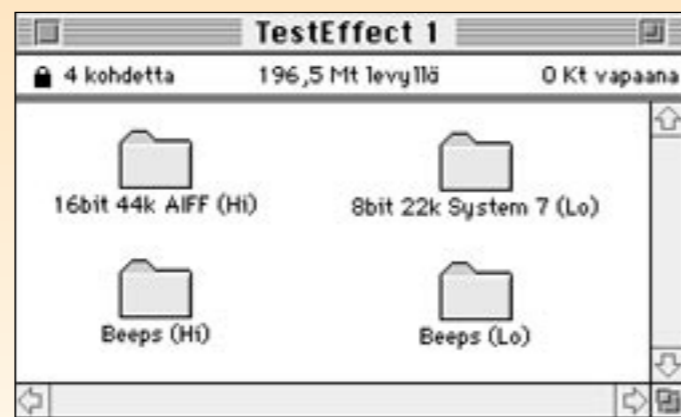 TestEffect 1
4 kohdetta 196,5 Mt levyllä 0 Kt vapaana
16bit 44k AIFF (Hi) 8bit 22k System 7 (Lo)
Beeps (Hi) Beeps (Lo)